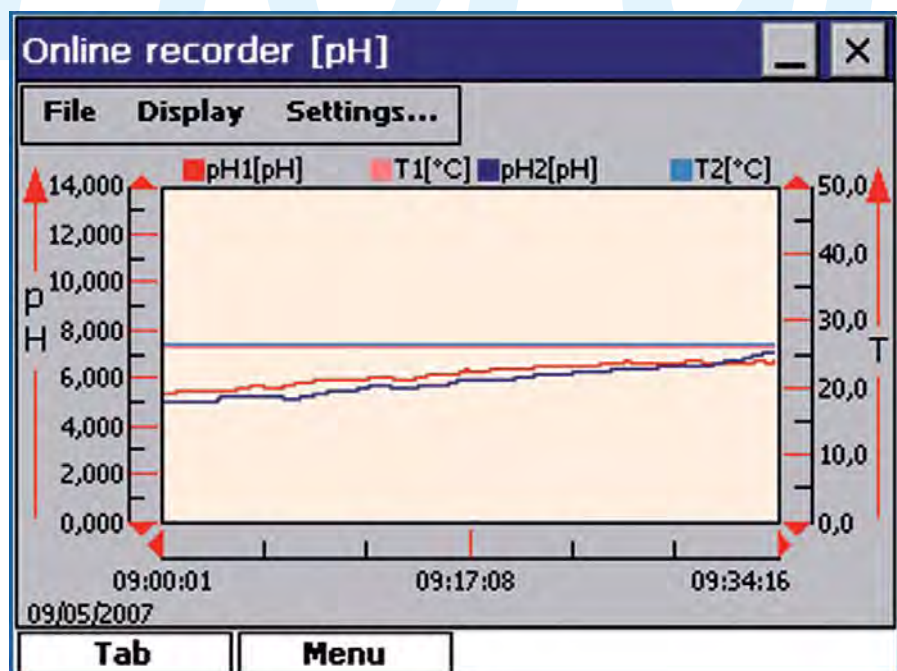 Online recorder [pH]
File Display Settings...
pH1[pH] T1[°C] pH2[pH] T2[°C]
14,000 50,0
12,000
10,000 40,0
pH
8,000 30,0
T
6,000 20,0
4,000
2,000 10,0
0,000 0,0
09:00:01 09:17:08 09:34:16
09/05/2007
Tab Menu